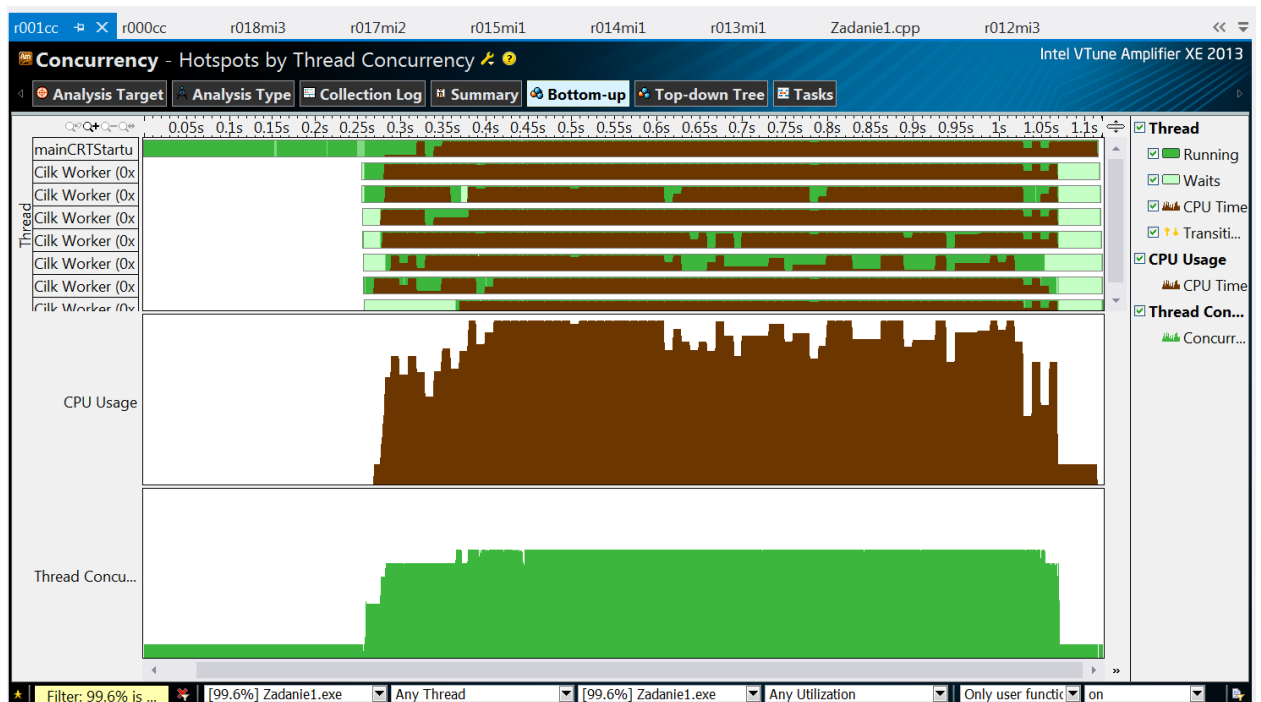 r001cc r000cc r018mi3 r017mi2 r015mi1 r014mi1 r013mi1 Zadanie1.cpp r012mi3
Concurrency - Hotspots by Thread Concurrency ?
Intel VTune Amplifier XE 2013
Analysis Target Analysis Type Collection Log Summary Bottom-up Top-down Tree Tasks
0.05s 0.1s 0.15s 0.2s 0.25s 0.3s 0.35s 0.4s 0.45s 0.5s 0.55s 0.6s 0.65s 0.7s 0.75s 0.8s 0.85s 0.9s 0.95s 1s 1.05s 1.1s
Thread
mainCRTStartu
Cilk Worker (0x
Cilk Worker (0x
Cilk Worker (0x
Cilk Worker (0x
Cilk Worker (0x
Cilk Worker (0x
Cilk Worker (0x
CPU Usage
Thread Concu...
Thread
Running
Waits
CPU Time
Transiti...
CPU Usage
CPU Time
Thread Con...
Concurr...
Filter: 99.6% is ... [99.6%] Zadanie1.exe Any Thread [99.6%] Zadanie1.exe Any Utilization Only user functic on